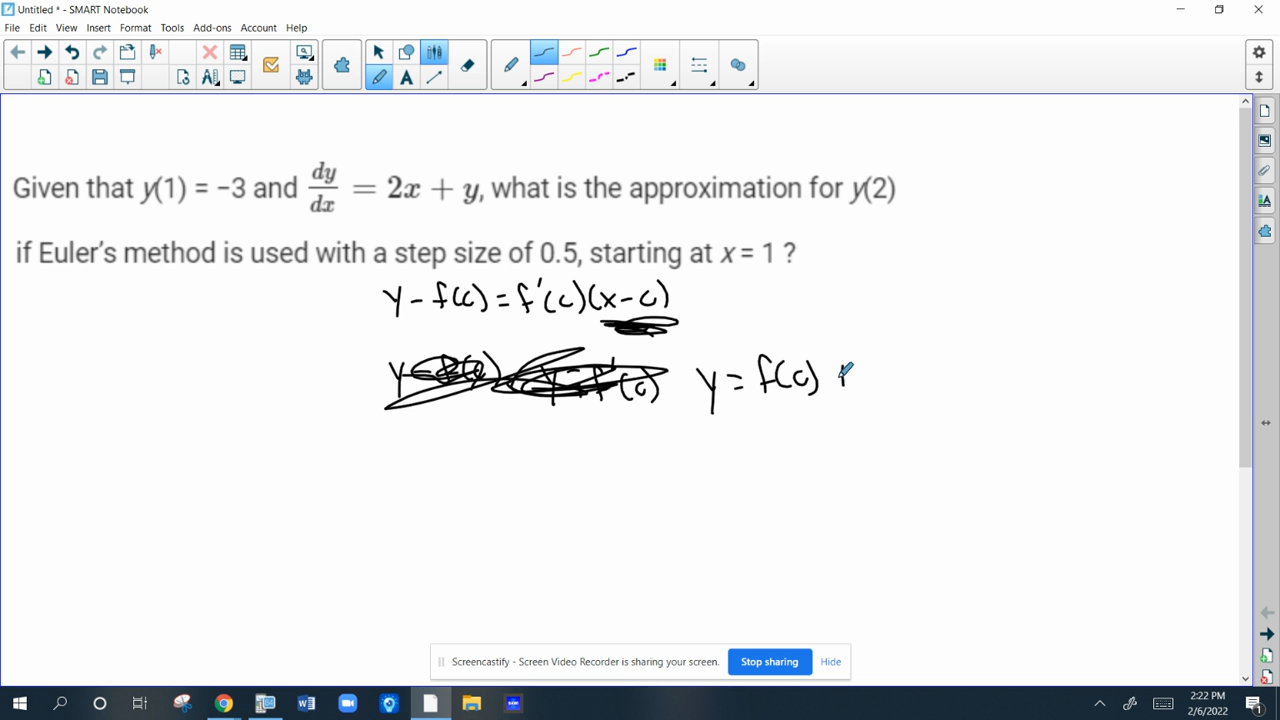 Untitled * - SMART Notebook
File Edit View Insert Format Tools Add-ons Account Help
Given that y(1) = −3 and dy/dx = 2x + y, what is the approximation for y(2)
if Euler's method is used with a step size of 0.5, starting at x = 1 ?
y - f(c) = f'(c)(x - c)
y = f(c)
Screencastify - Screen Video Recorder is sharing your screen.
Stop sharing
Hide
2:22 PM
2/6/2022